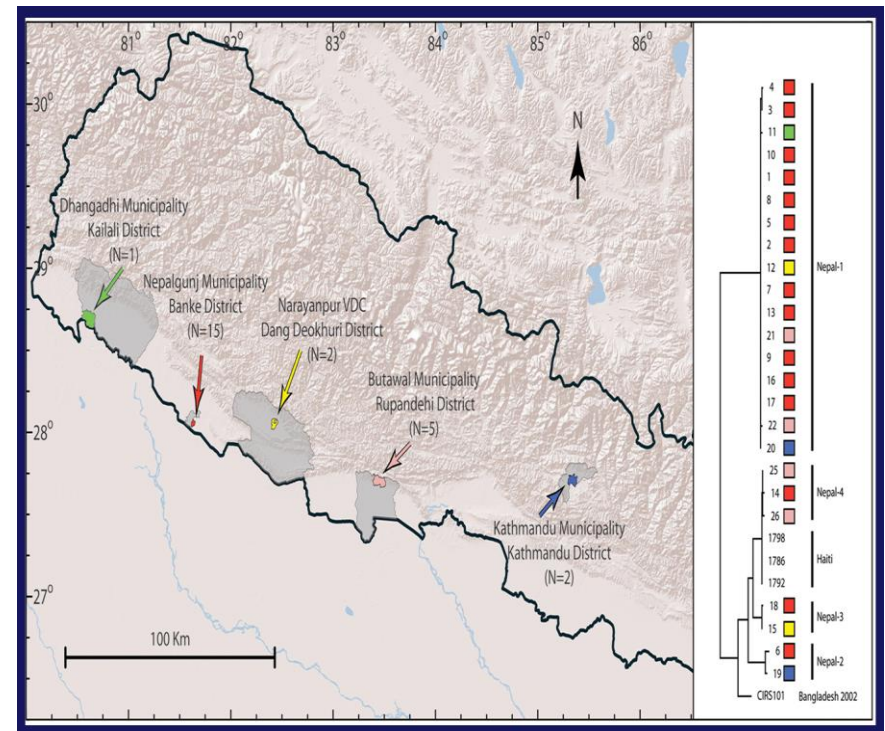 81°
82°
83°
84°
85°
86°
30°
29°
28°
27°
N
Dhangadhi Municipality
Kailali District
(N=1)
Nepalgunj Municipality
Banke District
(N=15)
Narayanpur VDC
Dang Deokhuri District
(N=2)
Butawal Municipality
Rupandehi District
(N=5)
Kathmandu Municipality
Kathmandu District
(N=2)
100 Km
4
3
11
10
1
8
5
2
12
7
13
21
9
16
17
22
20
Nepal-1
25
14
26
Nepal-4
1798
1786
1792
Haiti
18
15
Nepal-3
6
19
Nepal-2
CIRS101 Bangladesh 2002